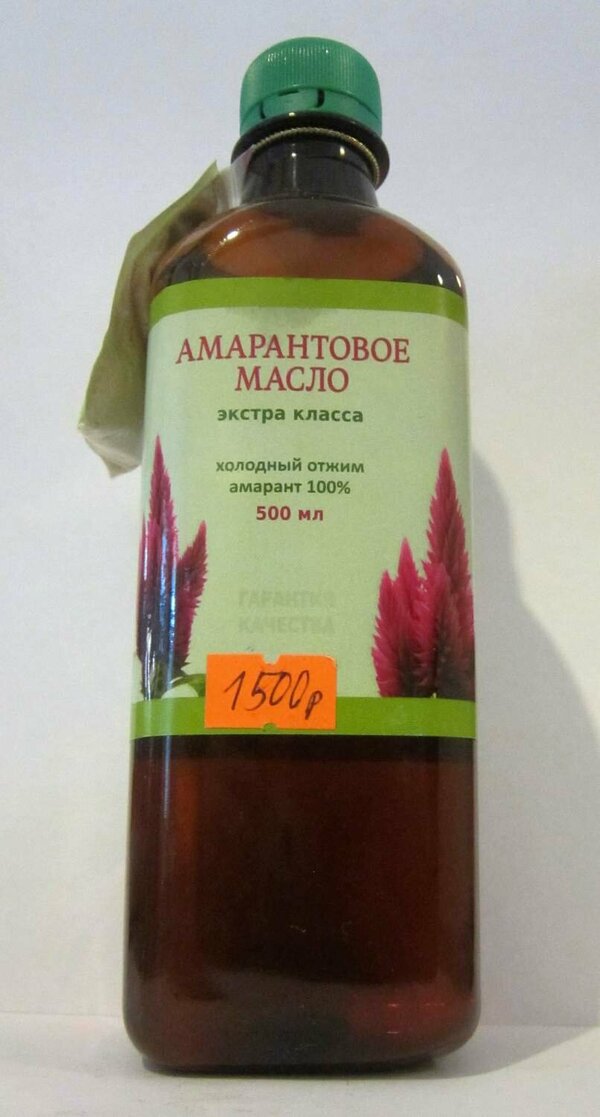 АМАРАНТОВОЕ
МАСЛО
экстра класса
холодный отжим
амарант 100%
500 мл
ГАРАНТИЯ
КАЧЕСТВА
1500р